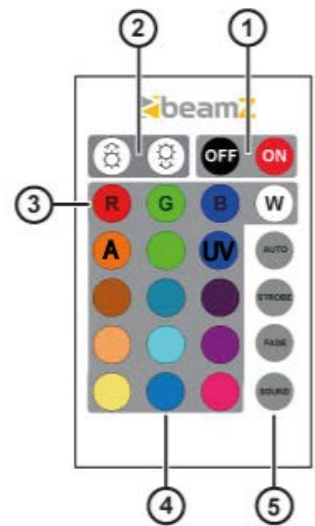 2 1
beamZ
OFF ON
3 R G B W
A UV AUTO
STROBE
FADE
SOUND
4 5